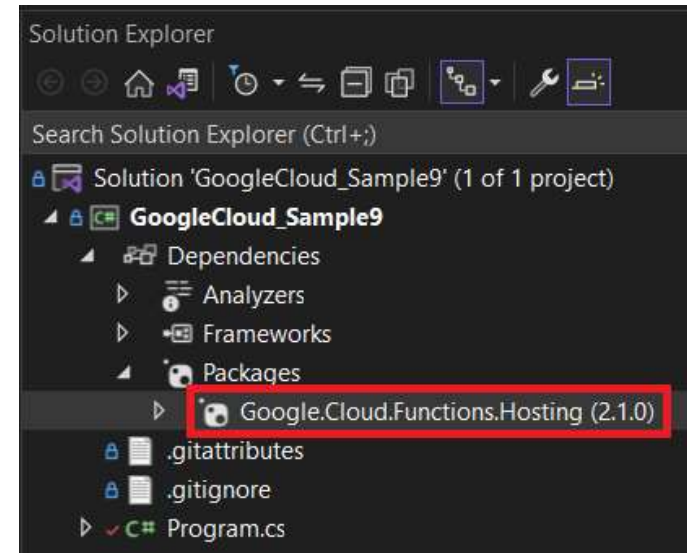 Solution Explorer
Search Solution Explorer (Ctrl+;)
Solution 'GoogleCloud_Sample9' (1 of 1 project)
C# GoogleCloud_Sample9
Dependencies
Analyzers
Frameworks
Packages
Google.Cloud.Functions.Hosting (2.1.0)
.gitattributes
.gitignore
C# Program.cs